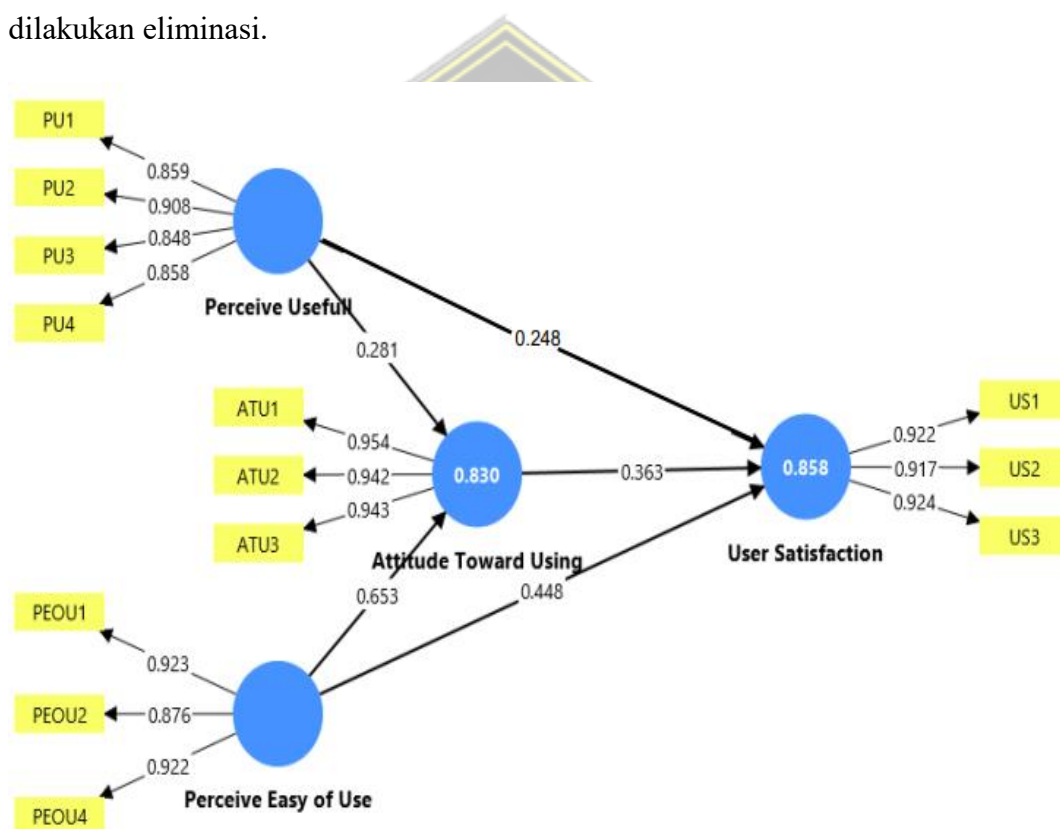 dilakukan eliminasi.
PU1
0.859
PU2
0.908
PU3
0.848
PU4
0.858
Perceive Usefull
0.281
0.248
ATU1
0.954
ATU2
0.942
ATU3
0.943
0.830
Attitude Toward Using
0.363
0.858
User Satisfaction
US1
0.922
US2
0.917
US3
0.924
0.653
0.448
PEOU1
0.923
PEOU2
0.876
PEOU4
0.922
Perceive Easy of Use